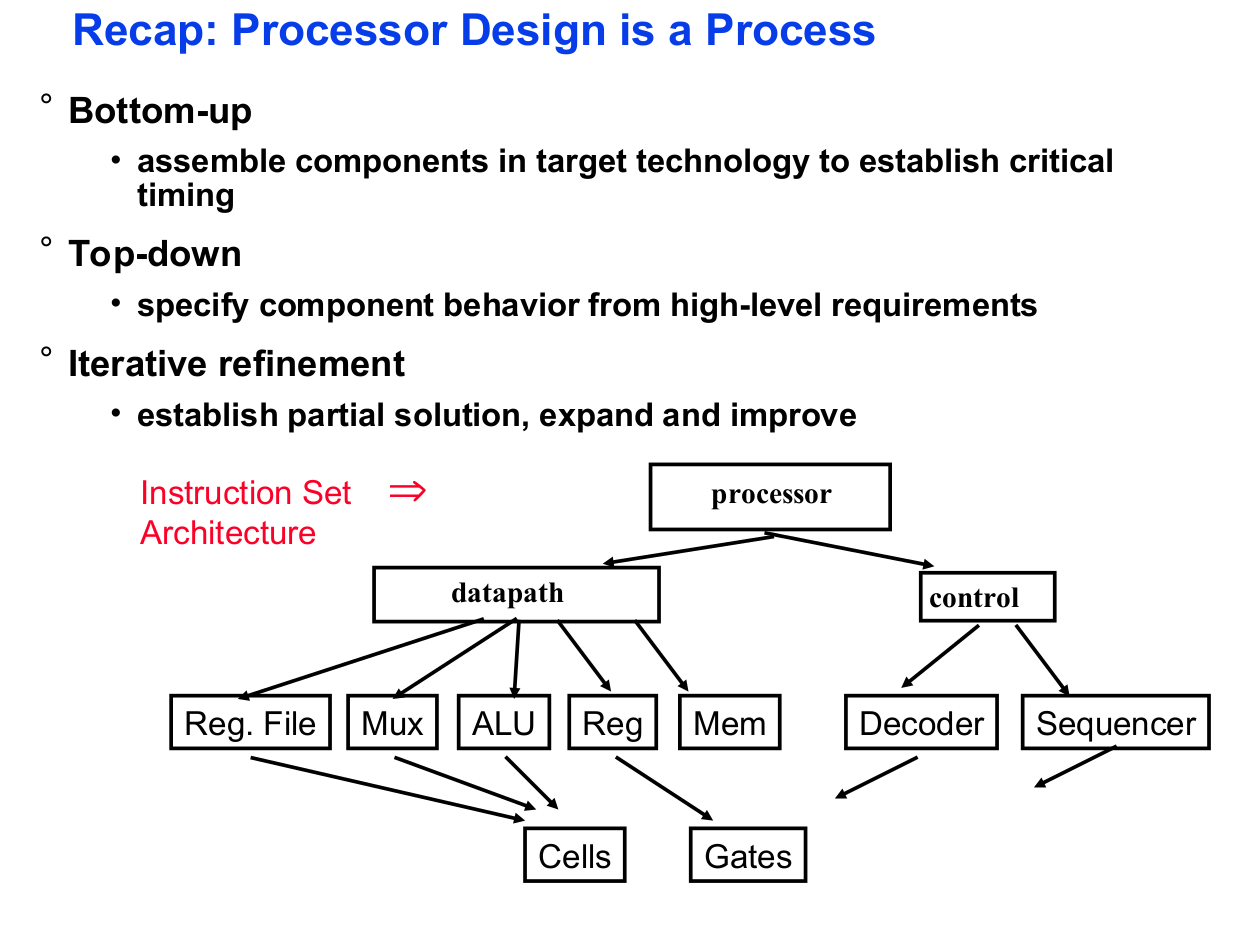 Recap: Processor Design is a Process
° Bottom-up
• assemble components in target technology to establish critical
timing
° Top-down
• specify component behavior from high-level requirements
° Iterative refinement
• establish partial solution, expand and improve
Instruction Set ⇒
Architecture
processor
datapath
control
Reg. File
Mux
ALU
Reg
Mem
Decoder
Sequencer
Cells
Gates